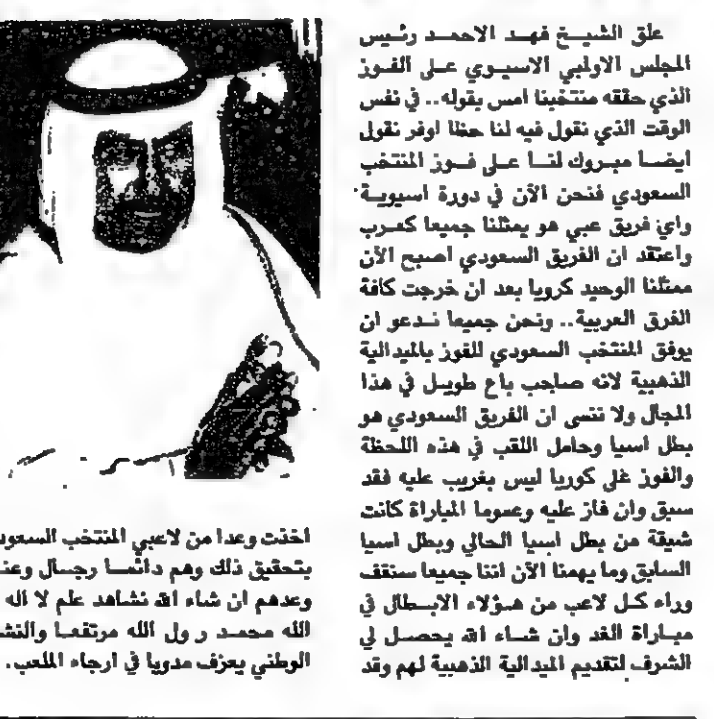 علق الشيخ فهد الاحمد رئيس
المجلس الاولمبي الاسيوي على الفوز
الذي حققه منتخبنا امس بقوله.. في نفس
الوقت الذي نقول فيه لنا حظا اوفر نقول
ايضا مبروك لنا على فوز المنتخب
السعودي فنحن الآن في دورة اسيوية
واي فريق عبي هو يمثلنا جميعا كعرب
واعتقد ان الفريق السعودي اصبح الآن
ممثلنا الوحيد كرويا بعد ان خرجت كافة
الفرق العربية.. ونحن جميعا ندعو ان
يوفق المنتخب السعودي للفوز بالميدالية
الذهبية لانه صاحب باع طويل في هذا
المجال ولا ننسى ان الفريق السعودي هو
بطل اسيا وحامل اللقب في هذه اللحظة
والفوز على كوريا ليس بغريب عليه فقد
سبق وان فاز عليه وعموما المباراة كانت
شيقة من بطل اسيا الحالي وبطل اسيا
السابق وما يهمنا الآن اننا جميعا سنقف
وراء كل لاعب من هؤلاء الابطال في
مباراة الغد وان شاء الله يحصل لي
الشرف لتقديم الميدالية الذهبية لهم وقد
اخذت وعدا من لاعبي المنتخب السعود
بتحقيق ذلك وهم دائما رجال وعند
وعدهم ان شاء الله نشاهد علم لا اله
الله محمد ر ول الله مرتفعا والنش
الوطني يعزف مدويا في ارجاء الملعب.